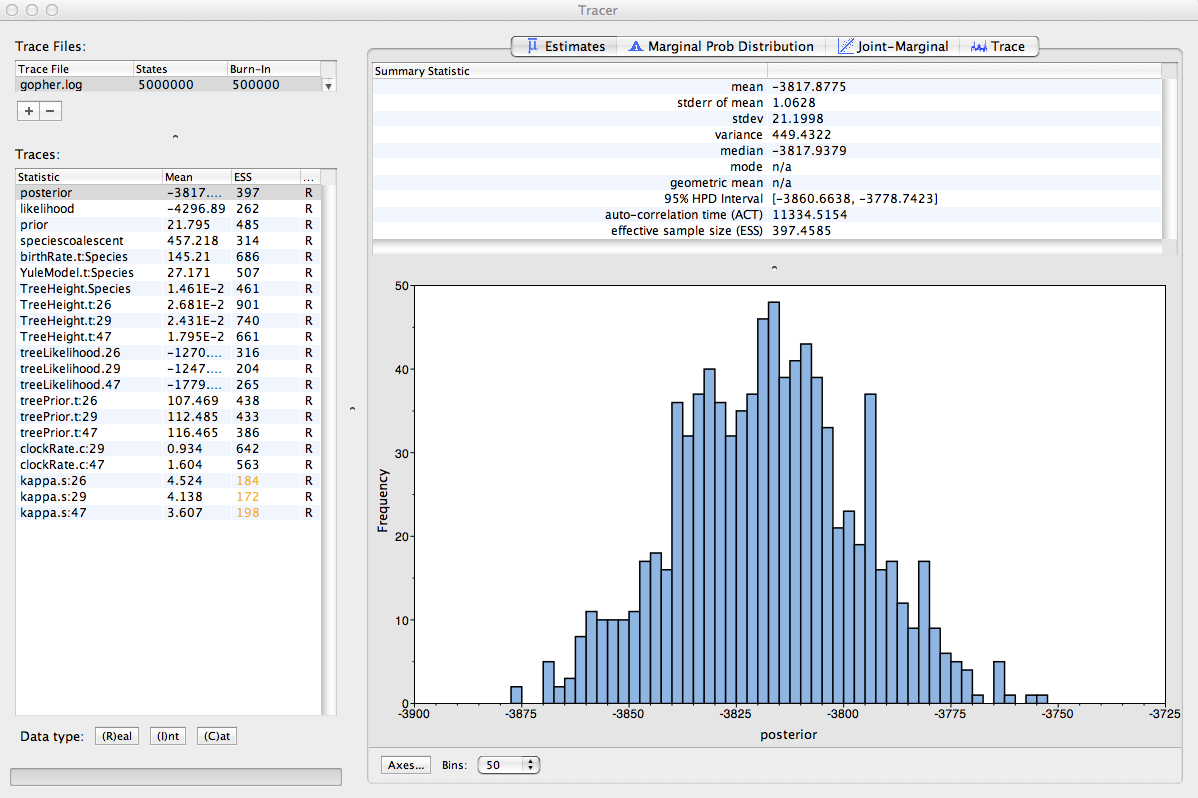 Tracer
Trace Files:
Trace File States Burn-In
gopher.log 5000000 500000
+ −
Traces:
Statistic Mean ESS ...
posterior -3817.... 397 R
likelihood -4296.89 262 R
prior 21.795 485 R
speciescoalescent 457.218 314 R
birthRate.t:Species 145.21 686 R
YuleModel.t:Species 27.171 507 R
TreeHeight.Species 1.461E-2 461 R
TreeHeight.t:26 2.681E-2 901 R
TreeHeight.t:29 2.431E-2 740 R
TreeHeight.t:47 1.795E-2 661 R
treeLikelihood.26 -1270.... 316 R
treeLikelihood.29 -1247.... 204 R
treeLikelihood.47 -1779.... 265 R
treePrior.t:26 107.469 438 R
treePrior.t:29 112.485 433 R
treePrior.t:47 116.465 386 R
clockRate.c:29 0.934 642 R
clockRate.c:47 1.604 563 R
kappa.s:26 4.524 184 R
kappa.s:29 4.138 172 R
kappa.s:47 3.607 198 R
Data type: (R)eal (I)nt (C)at
μ Estimates Marginal Prob Distribution Joint-Marginal Trace
Summary Statistic
mean -3817.8775
stderr of mean 1.0628
stdev 21.1998
variance 449.4322
median -3817.9379
mode n/a
geometric mean n/a
95% HPD Interval [-3860.6638, -3778.7423]
auto-correlation time (ACT) 11334.5154
effective sample size (ESS) 397.4585
50
40
30
20
10
0
Frequency
-3900 -3875 -3850 -3825 -3800 -3775 -3750 -3725
posterior
Axes... Bins: 50